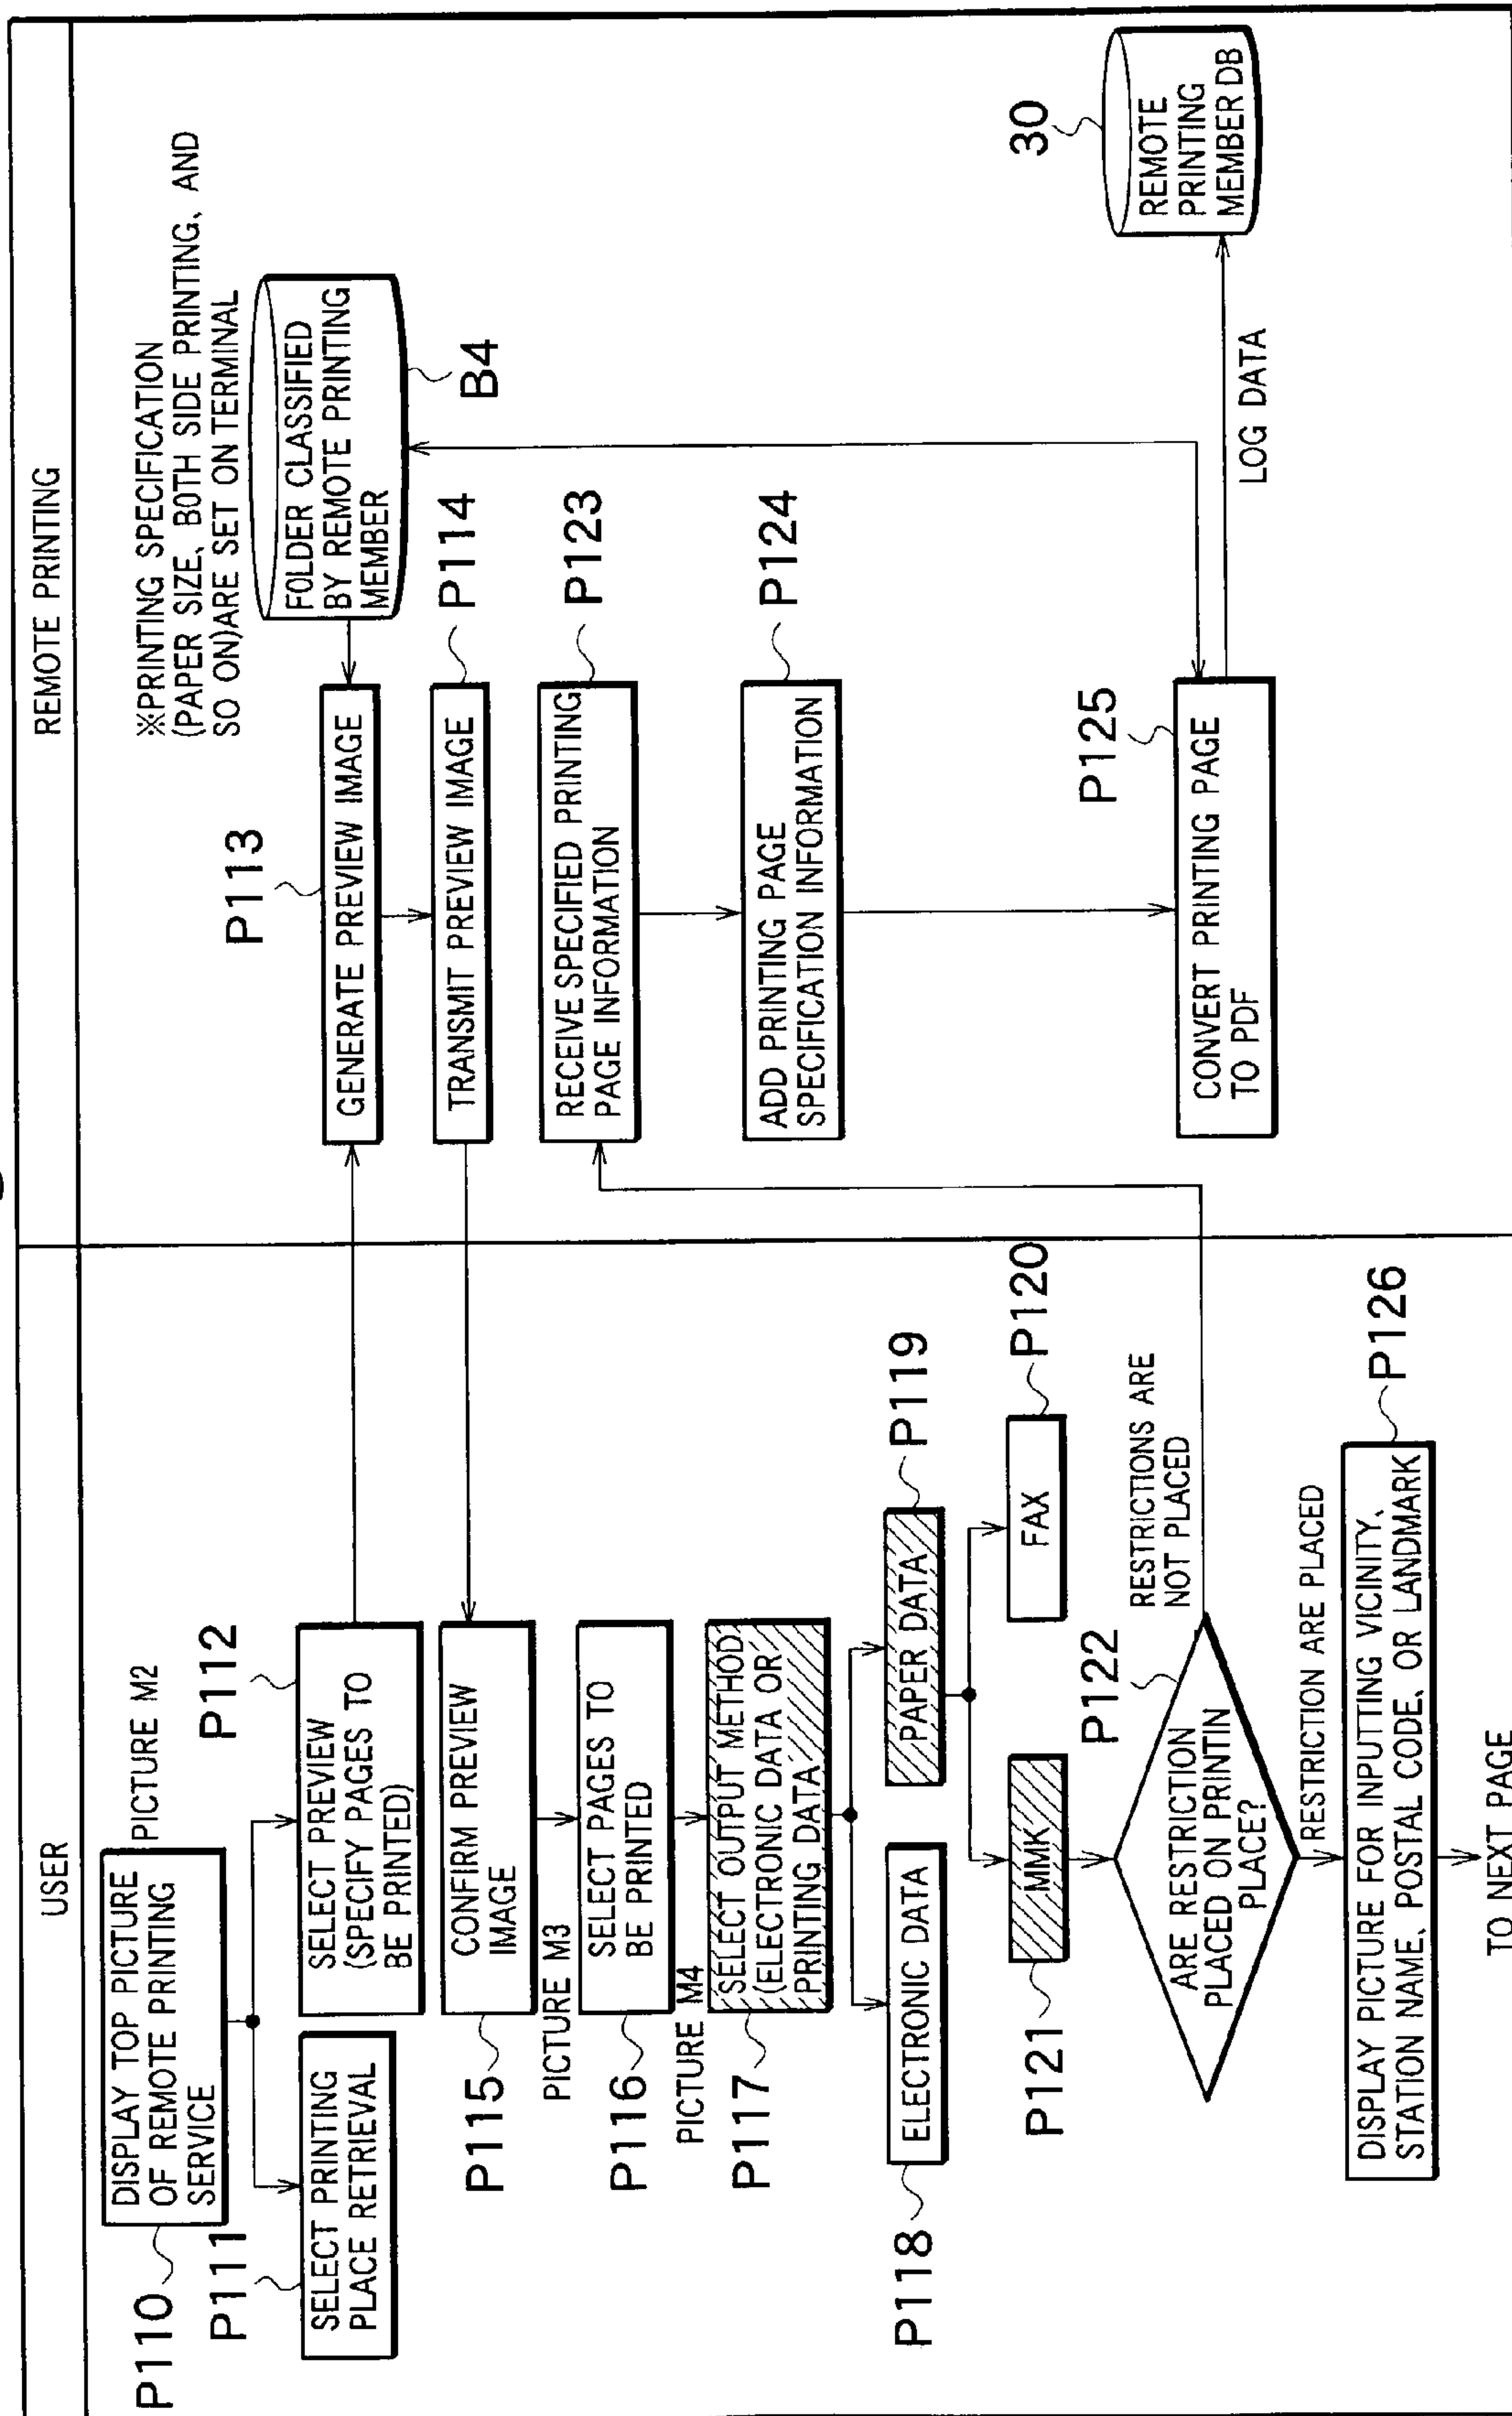 USER
REMOTE PRINTING
DISPLAY TOP PICTURE
OF REMOTE PRINTING
SERVICE
P110
PICTURE M2
P111
SELECT PRINTING
PLACE RETRIEVAL
P112
SELECT PREVIEW
(SPECIFY PAGES TO
BE PRINTED)
※PRINTING SPECIFICATION
(PAPER SIZE, BOTH SIDE PRINTING, AND
SO ON)ARE SET ON TERMINAL
P113
GENERATE PREVIEW IMAGE
FOLDER CLASSIFIED
BY REMOTE PRINTING
MEMBER
B4
TRANSMIT PREVIEW IMAGE
P114
P115
CONFIRM PREVIEW
IMAGE
PICTURE M3
P116
SELECT PAGES TO
BE PRINTED
PICTURE M4
P117
SELECT OUTPUT METHOD
(ELECTRONIC DATA OR
PRINTING DATA
RECEIVE SPECIFIED PRINTING
PAGE INFORMATION
P123
ADD PRINTING PAGE
SPECIFICATION INFORMATION
P124
P118
ELECTRONIC DATA
PAPER DATA
P119
P121
MMK
FAX
P120
P122
ARE RESTRICTION
PLACED ON PRINTIN
PLACE?
RESTRICTIONS ARE
NOT PLACED
RESTRICTION ARE PLACED
P125
CONVERT PRINTING PAGE
TO PDF
LOG DATA
30
REMOTE
PRINTING
MEMBER DB
DISPLAY PICTURE FOR INPUTTING VICINITY,
STATION NAME, POSTAL CODE, OR LANDMARK
P126
TO NEXT PAGE